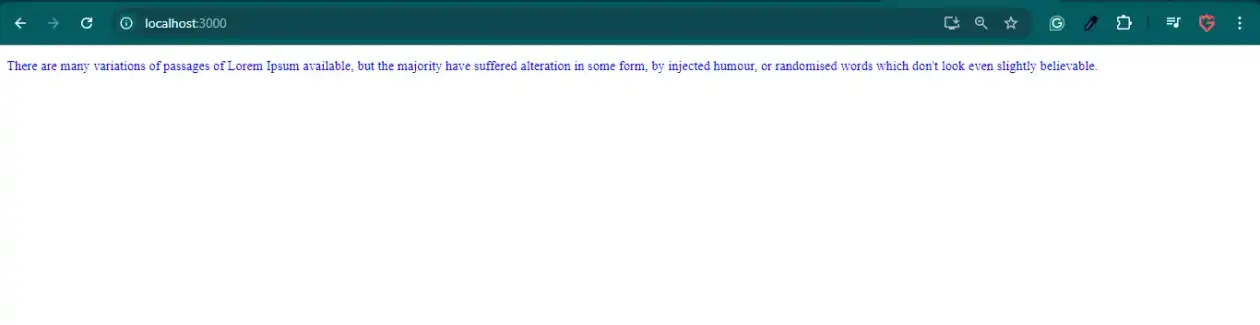 localhost:3000
There are many variations of passages of Lorem Ipsum available, but the majority have suffered alteration in some form, by injected humour, or randomised words which don't look even slightly believable.